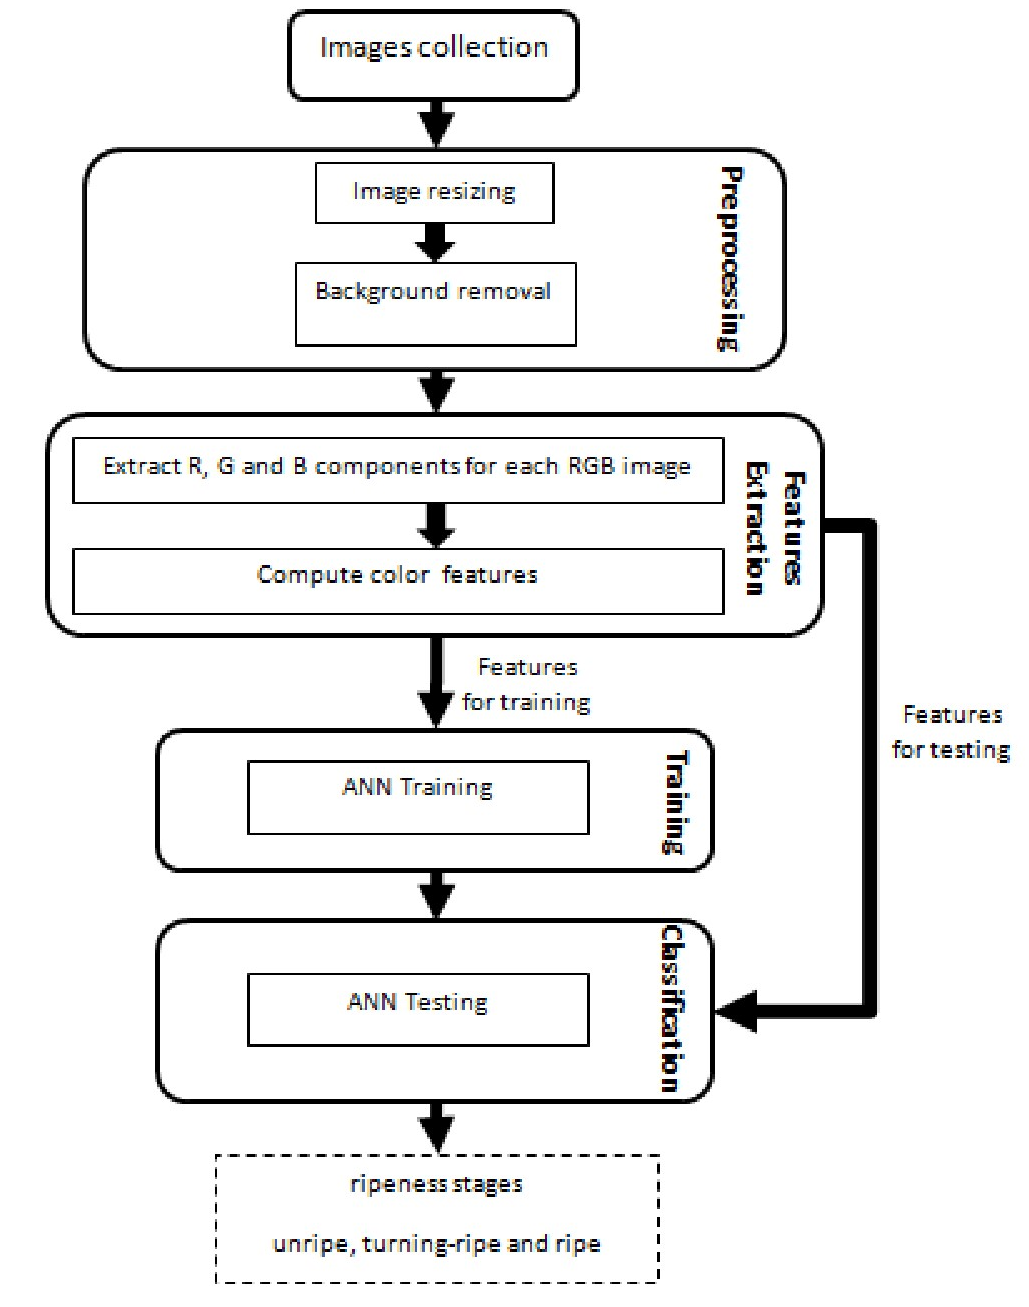 Images collection
Image resizing
Background removal
Preprocessing
Extract R, G and B components for each RGB image
Compute color features
Features
Extraction
Features
for training
Features
for testing
ANN Training
Training
ANN Testing
Classification
ripeness stages
unripe, turning-ripe and ripe